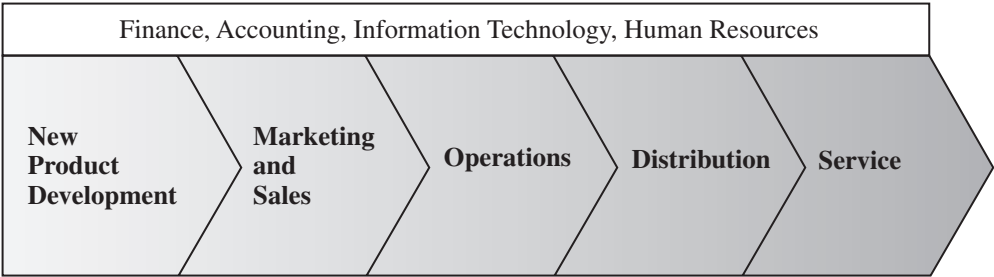 Finance, Accounting, Information Technology, Human Resources
New
Product
Development
Marketing
and
Sales
Operations
Distribution
Service